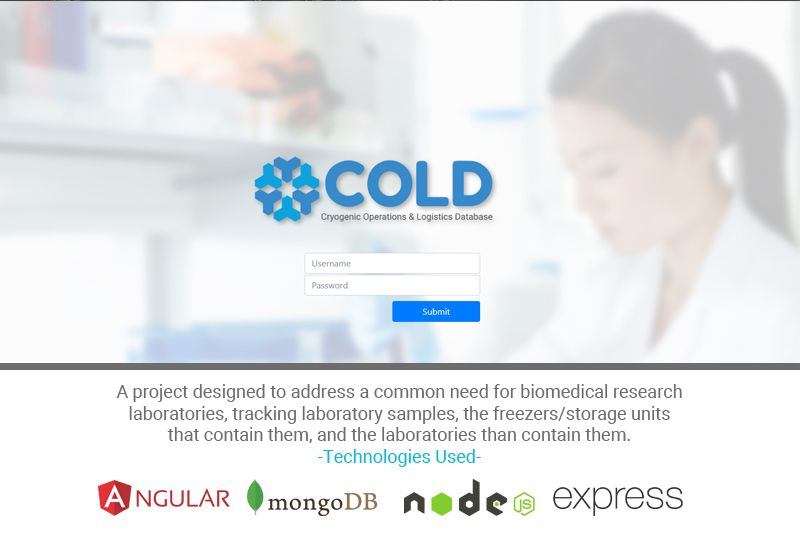 COLD
Cryogenic Operations & Logistics Database
Username
Password
Submit
A project designed to address a common need for biomedical research
laboratories, tracking laboratory samples, the freezers/storage units
that contain them, and the laboratories than contain them.
-Technologies Used-
A NGULAR mongoDB node JS express